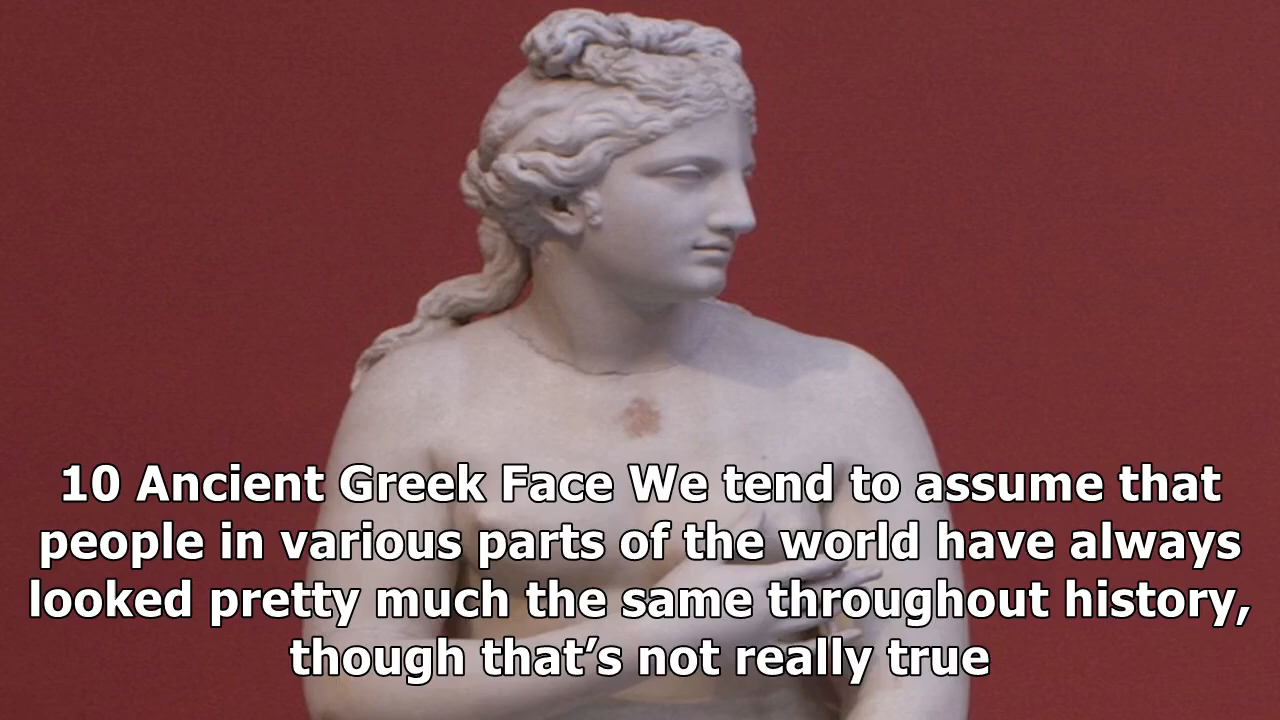 10 Ancient Greek Face We tend to assume that
people in various parts of the world have always
looked pretty much the same throughout history,
though that’s not really true